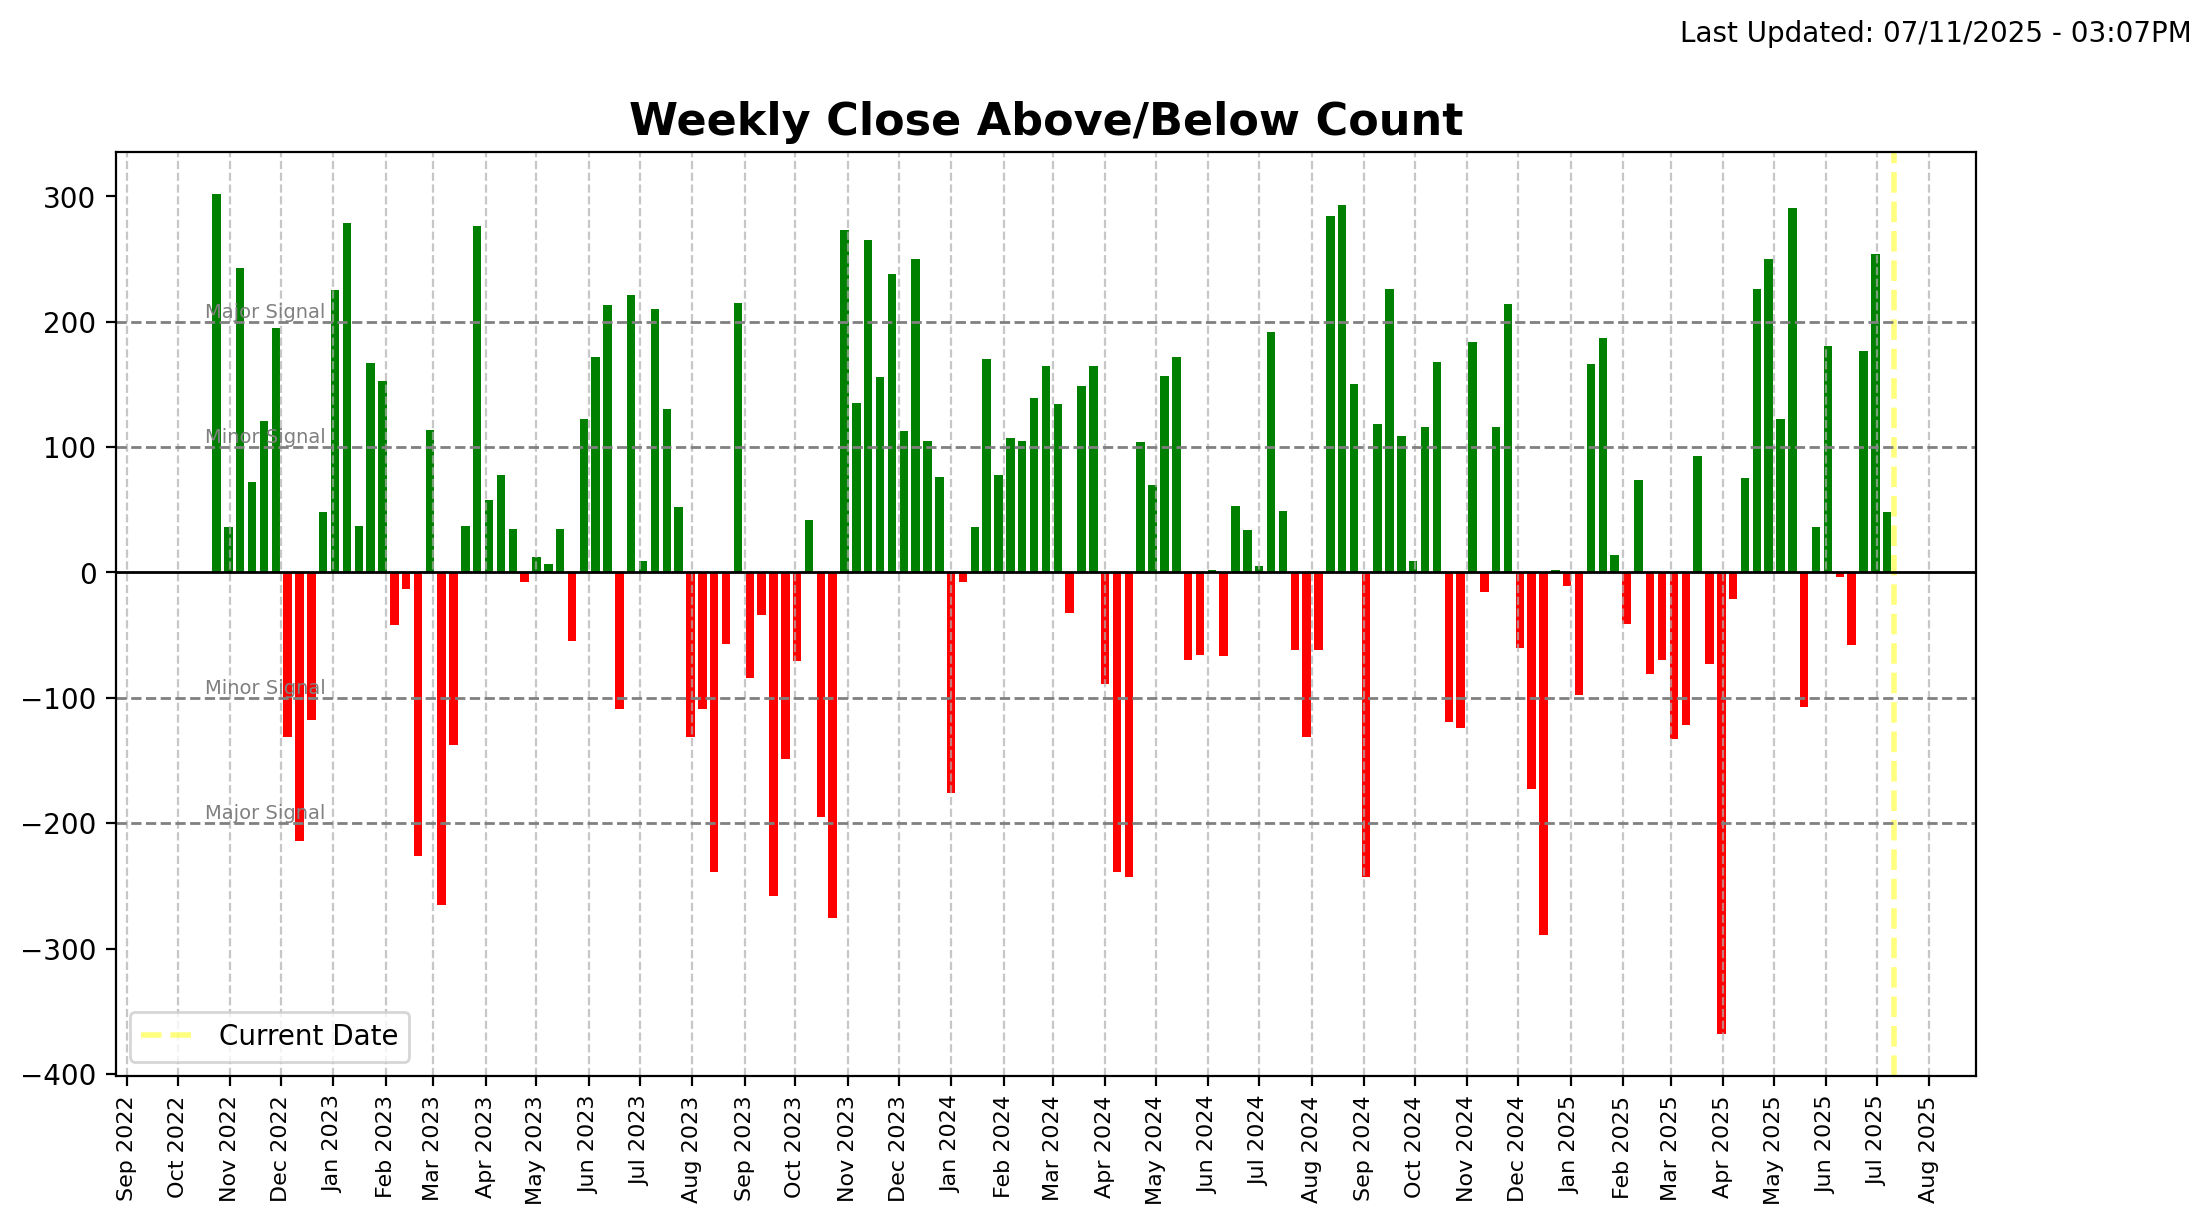 Last Updated: 07/11/2025 - 03:07PM
Weekly Close Above/Below Count
300
200
100
0
−100
−200
−300
−400
Major Signal
Minor Signal
Minor Signal
Major Signal
Current Date
Sep 2022
Oct 2022
Nov 2022
Dec 2022
Jan 2023
Feb 2023
Mar 2023
Apr 2023
May 2023
Jun 2023
Jul 2023
Aug 2023
Sep 2023
Oct 2023
Nov 2023
Dec 2023
Jan 2024
Feb 2024
Mar 2024
Apr 2024
May 2024
Jun 2024
Jul 2024
Aug 2024
Sep 2024
Oct 2024
Nov 2024
Dec 2024
Jan 2025
Feb 2025
Mar 2025
Apr 2025
May 2025
Jun 2025
Jul 2025
Aug 2025